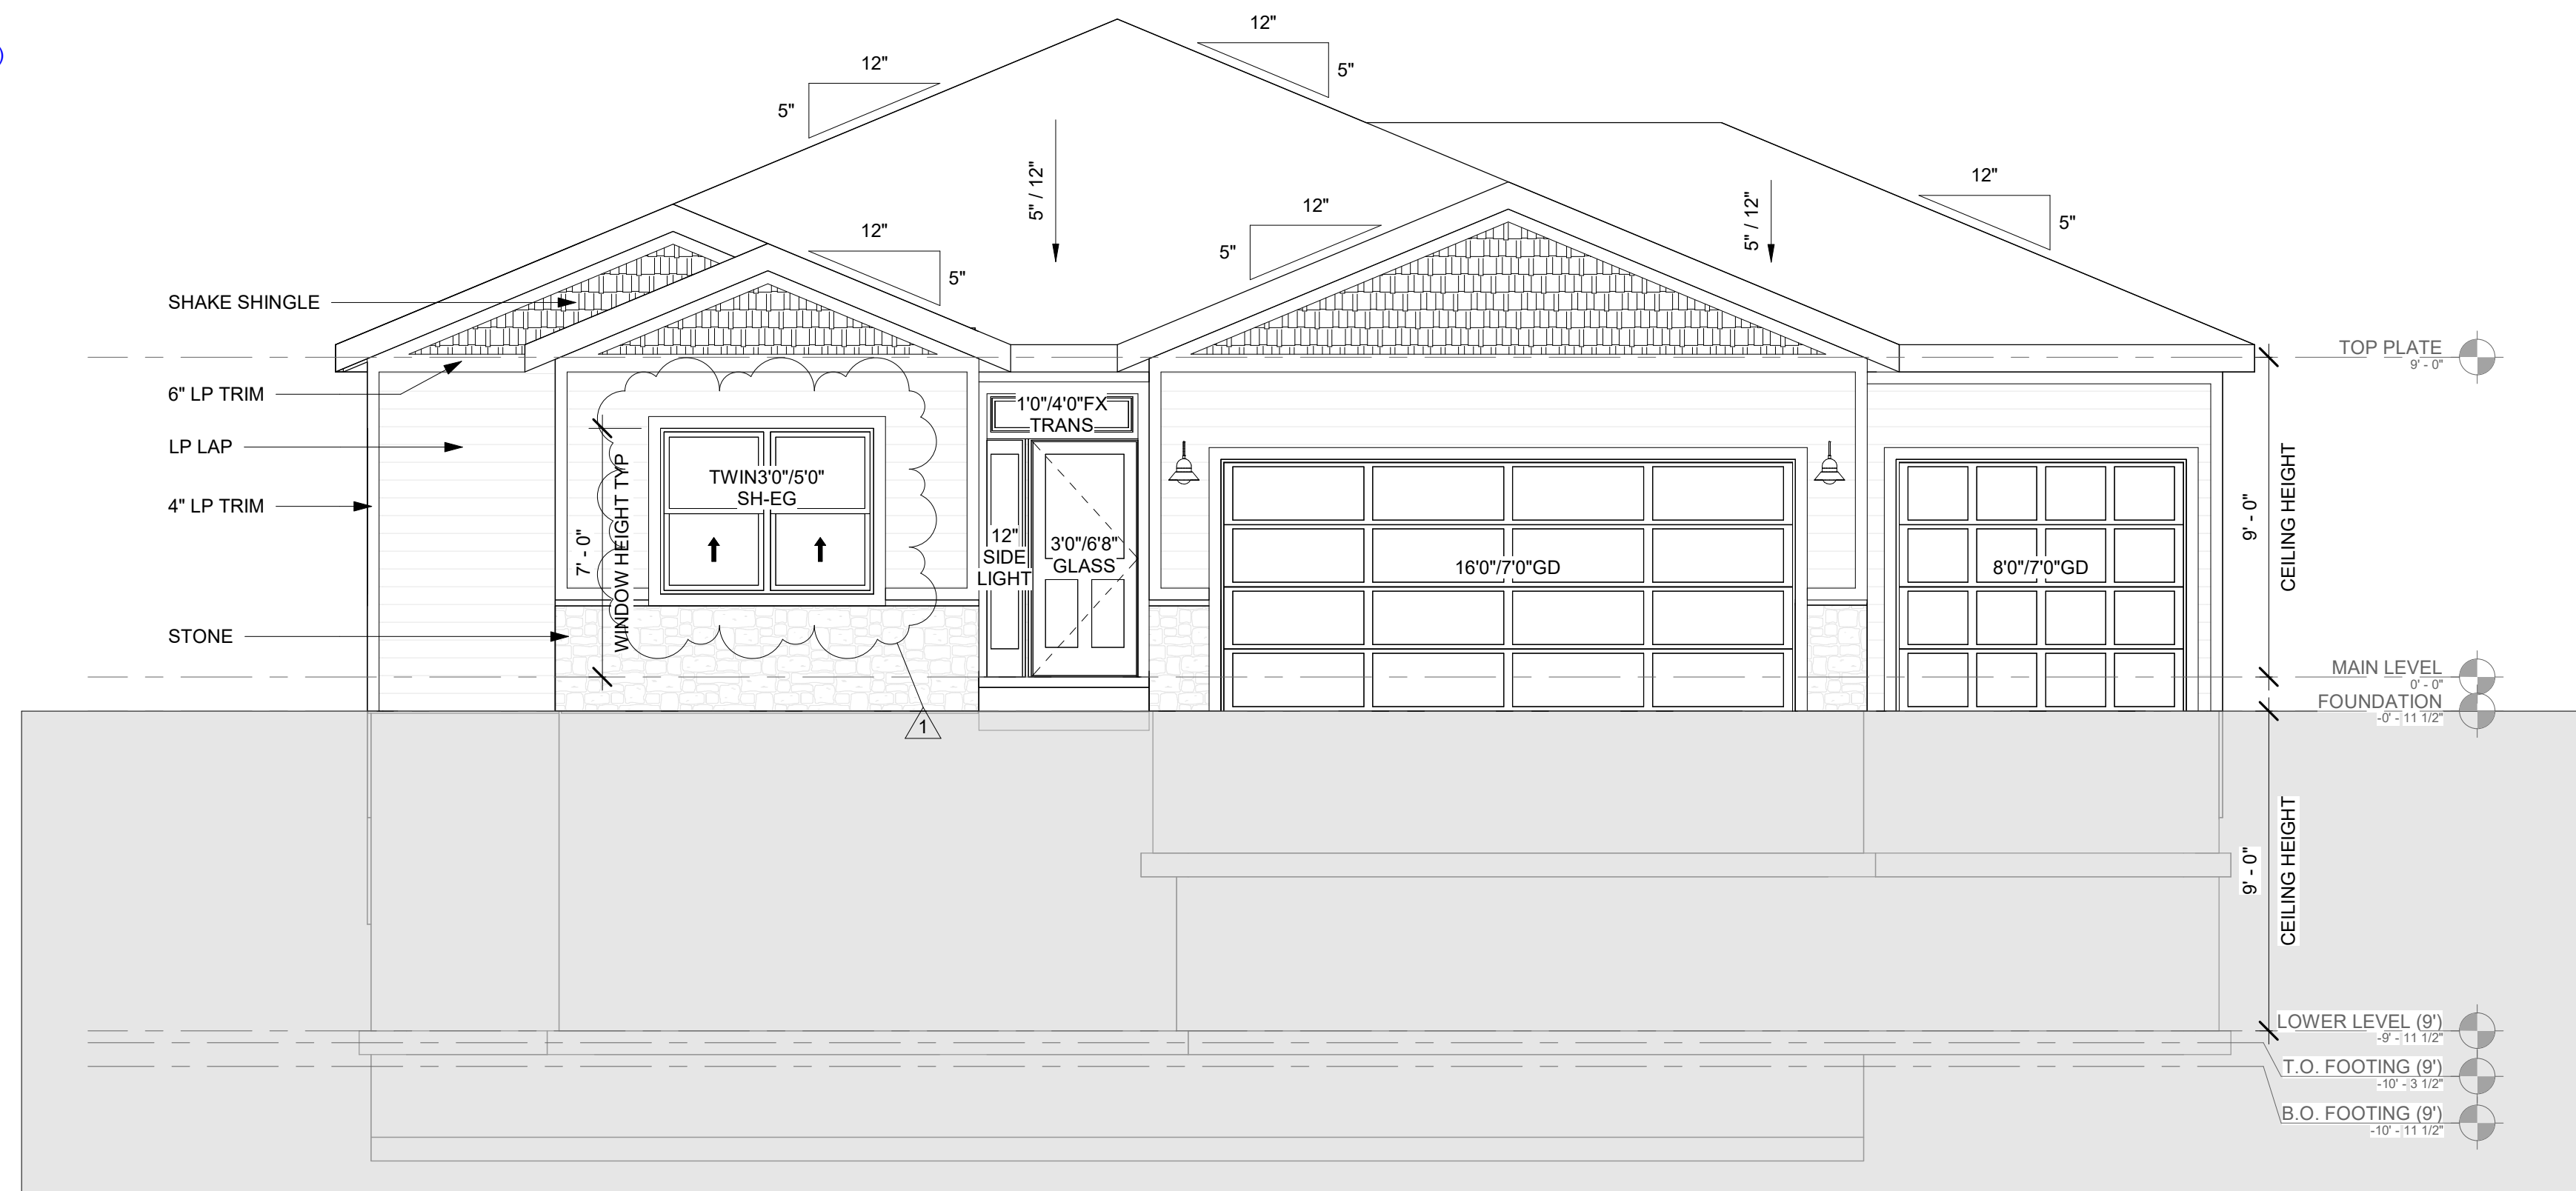 )
12"
5"
12"
5"
12"
5"
12"
5"
12"
5"
5" / 12"
5" / 12"
SHAKE SHINGLE
6" LP TRIM
LP LAP
4" LP TRIM
STONE
7' - 0"
WINDOW HEIGHT TYP
TWIN3'0"/5'0"
SH-EG
1'0"/4'0"FX
TRANS
12"
SIDE
LIGHT
3'0"/6'8"
GLASS
16'0"/7'0"GD
8'0"/7'0"GD
1
9' - 0"
CEILING HEIGHT
9' - 0"
CEILING HEIGHT
TOP PLATE
9' - 0"
MAIN LEVEL
0' - 0"
FOUNDATION
-0' - 11 1/2"
LOWER LEVEL (9')
-9' - 11 1/2"
T.O. FOOTING (9')
-10' - 3 1/2"
B.O. FOOTING (9')
-10' - 11 1/2"